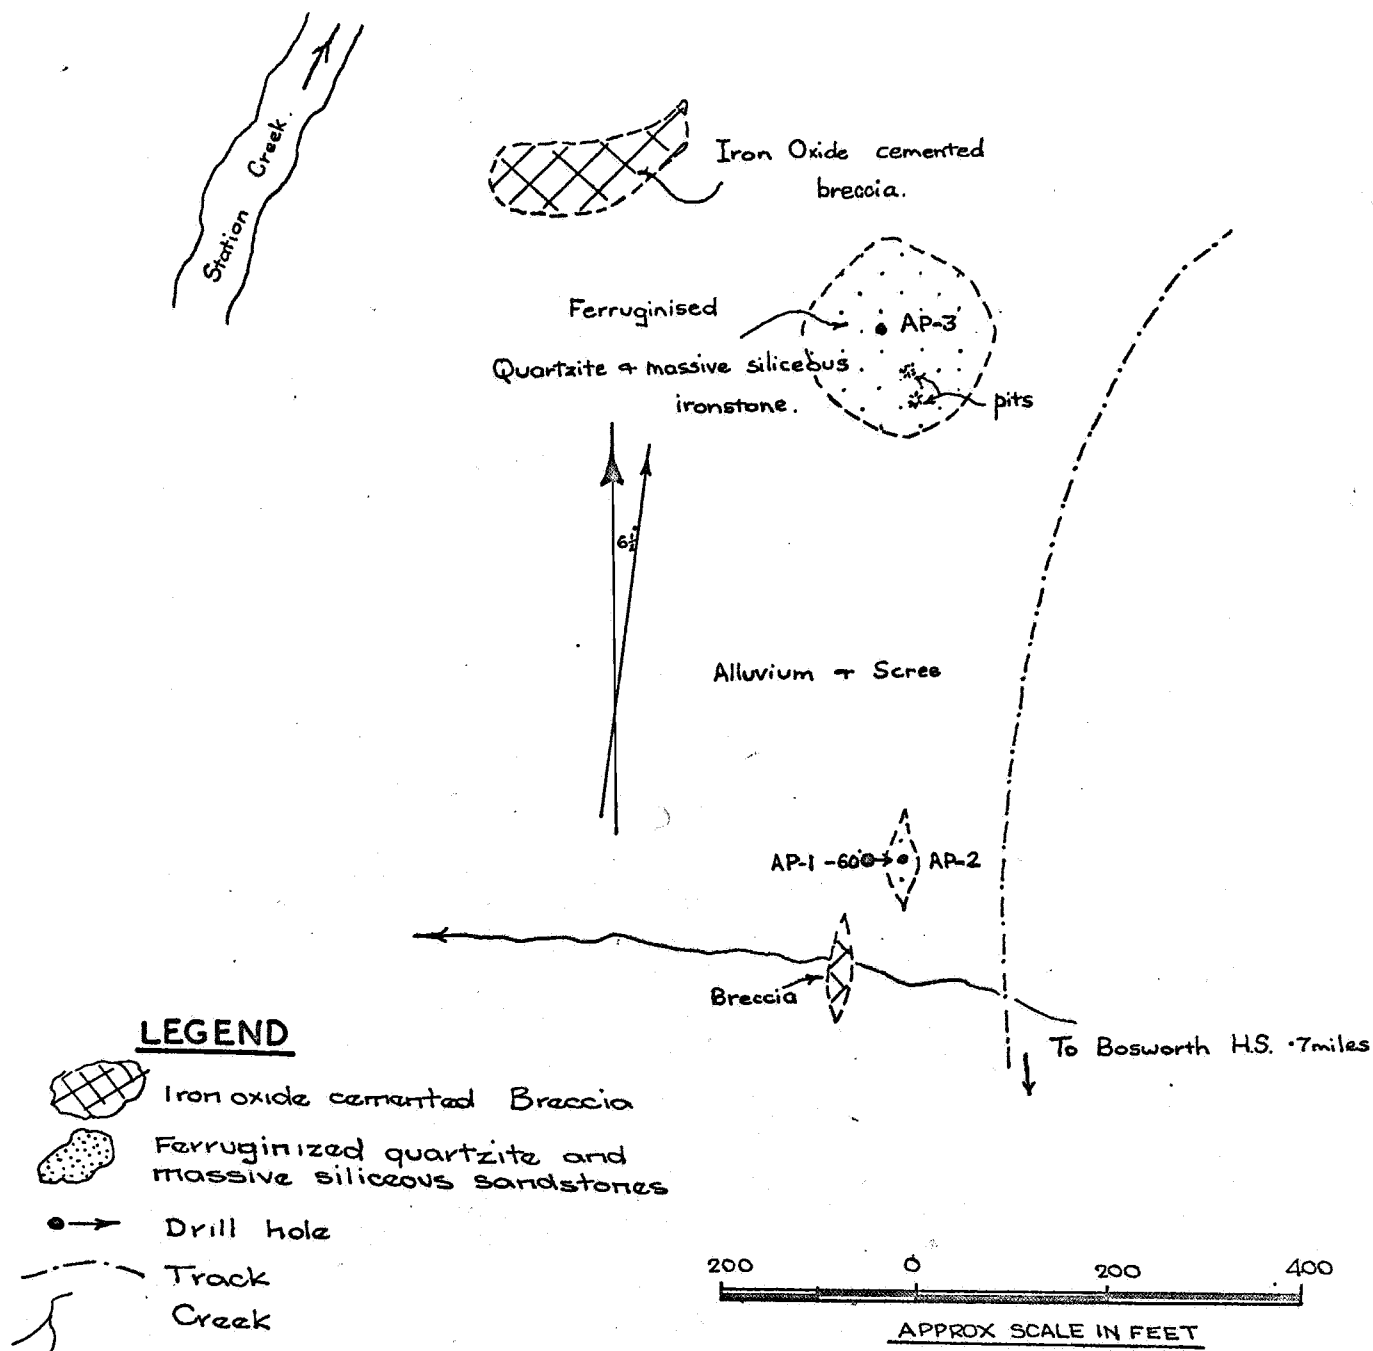 Station Creek.
Iron Oxide cemented
breccia.
Ferruginised
AP-3
Quartzite & massive siliceous
ironstone.
pits
6½°
Alluvium & Scree
AP-1 -60° AP-2
Breccia
To Bosworth H.S. ·7miles
LEGEND
Iron oxide cemented Breccia
Ferruginized quartzite and
massive siliceous sandstones
Drill hole
Track
Creek
200 0 200 400
APPROX SCALE IN FEET